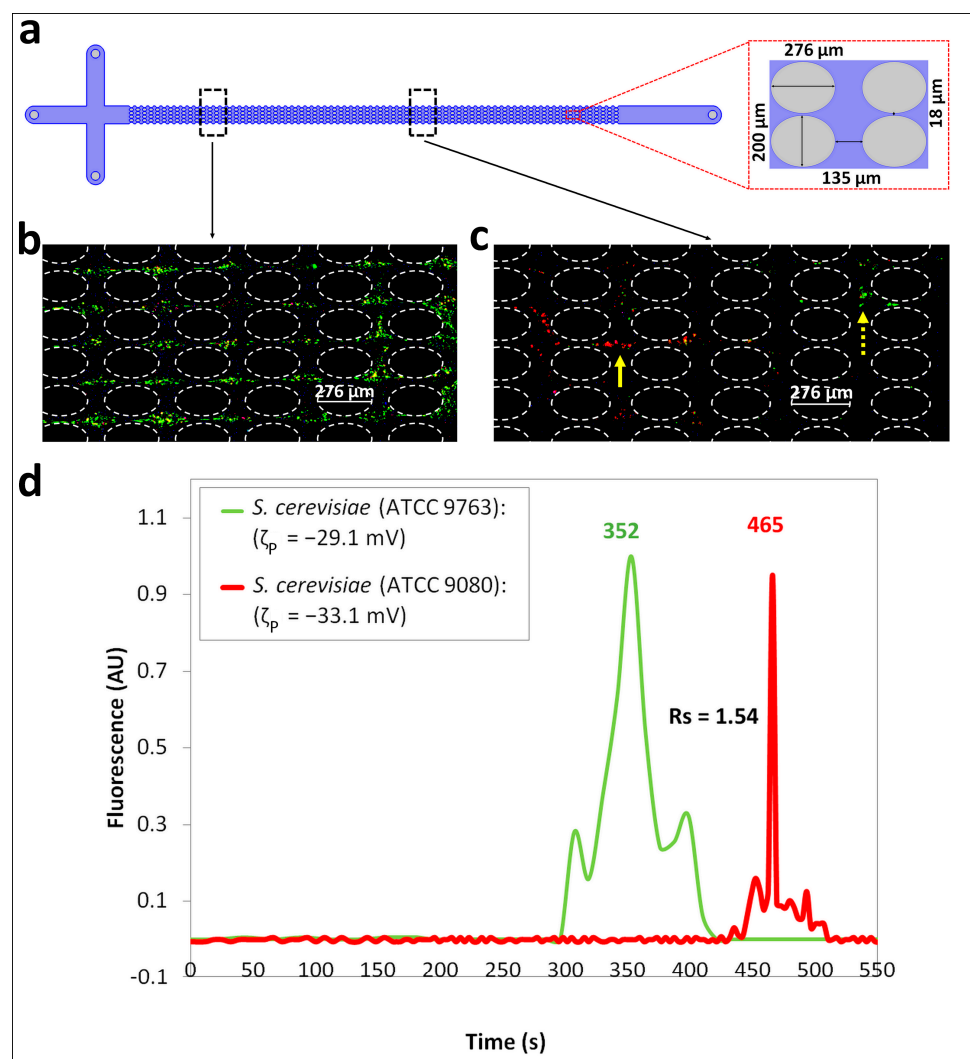 a
276 µm
200 µm
18 µm
135 µm
b
276 µm
c
276 µm
d
S. cerevisiae (ATCC 9763):
(ζP = −29.1 mV)
S. cerevisiae (ATCC 9080):
(ζP = −33.1 mV)
352
465
Rs = 1.54
Fluorescence (AU)
1.1
0.9
0.7
0.5
0.3
0.1
-0.1
0 50 100 150 200 250 300 350 400 450 500 550
Time (s)